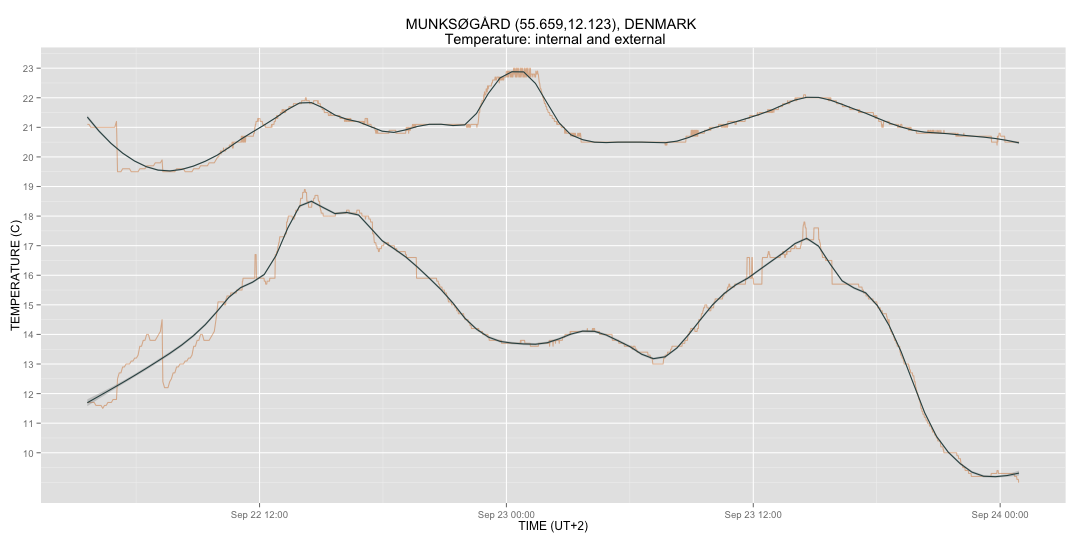 MUNKSØGÅRD (55.659,12.123), DENMARK
Temperature: internal and external
TEMPERATURE (C)
23
22
21
20
19
18
17
16
15
14
13
12
11
10
Sep 22 12:00
Sep 23 00:00
Sep 23 12:00
Sep 24 00:00
TIME (UT+2)